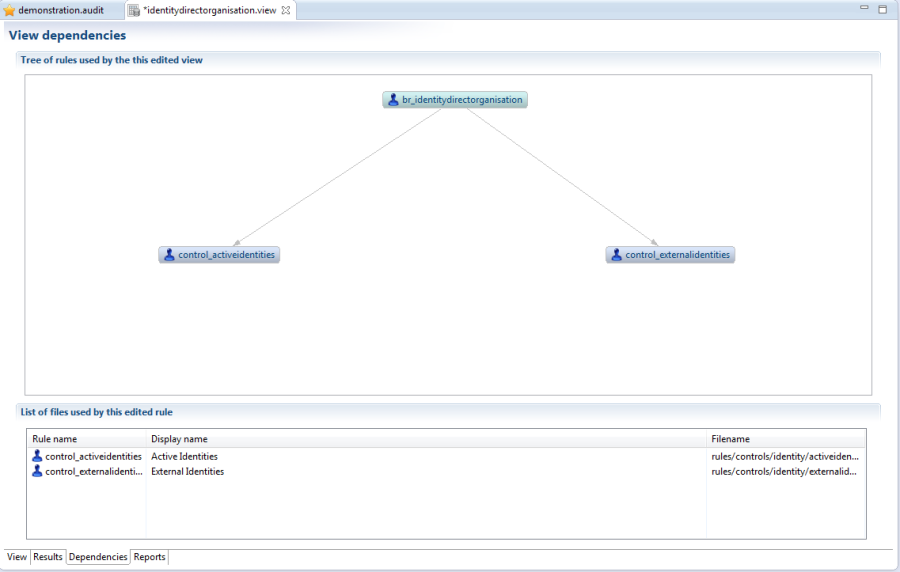 demonstration.audit *identitydirectorganisation.view
View dependencies
Tree of rules used by the this edited view
br_identitydirectorganisation
control_activeidentities control_externalidentities
List of files used by this edited rule
Rule name Display name Filename
control_activeidentities Active Identities rules/controls/identity/activeiden...
control_externalidenti... External Identities rules/controls/identity/externalid...
View Results Dependencies Reports